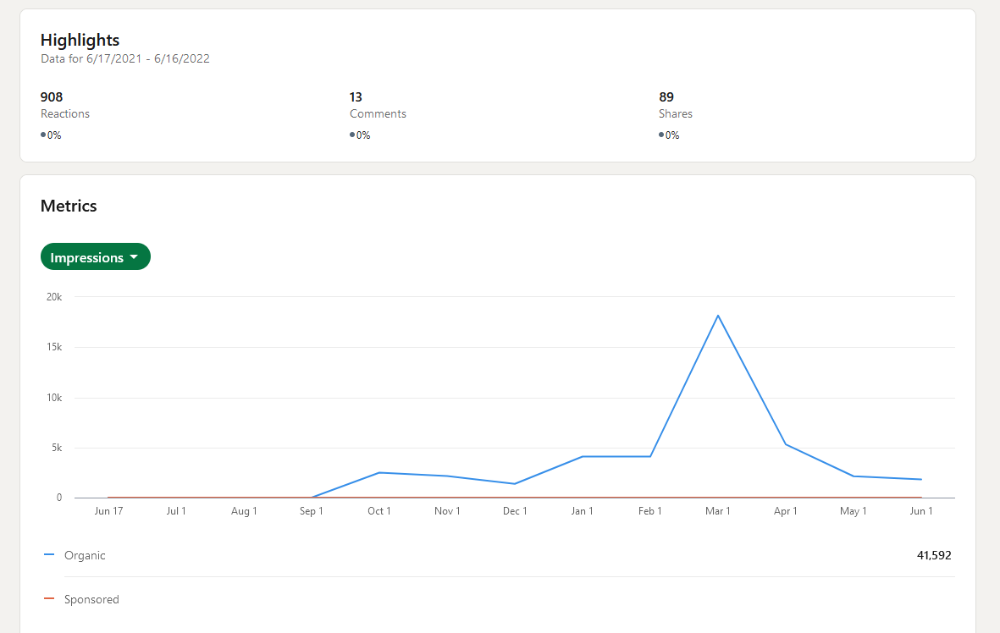 Highlights
Data for 6/17/2021 - 6/16/2022
908 13 89
Reactions Comments Shares
0% 0% 0%
Metrics
Impressions
20k
15k
10k
5k
0
Jun 17 Jul 1 Aug 1 Sep 1 Oct 1 Nov 1 Dec 1 Jan 1 Feb 1 Mar 1 Apr 1 May 1 Jun 1
Organic 41,592
Sponsored